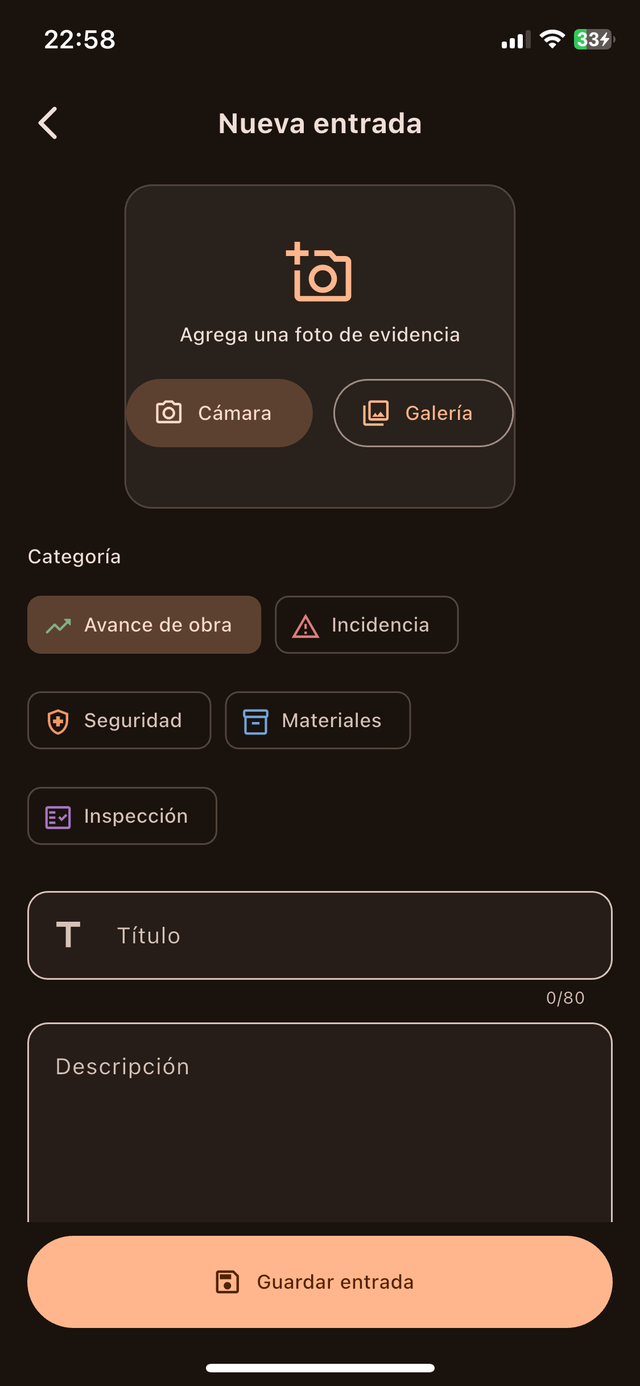 22:58
33
Nueva entrada
Agrega una foto de evidencia
Cámara Galería
Categoría
Avance de obra Incidencia
Seguridad Materiales
Inspección
Título
0/80
Descripción
Guardar entrada